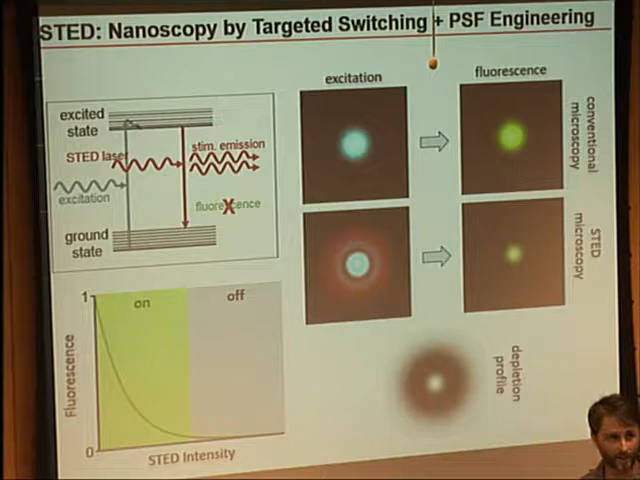 STED: Nanoscopy by Targeted Switching + PSF Engineering
excited
state
STED laser
stim. emission
excitation
fluorescence
ground
state
excitation
fluorescence
conventional
microscopy
STED
microscopy
depletion
profile
1
on
off
Fluorescence
0
STED Intensity